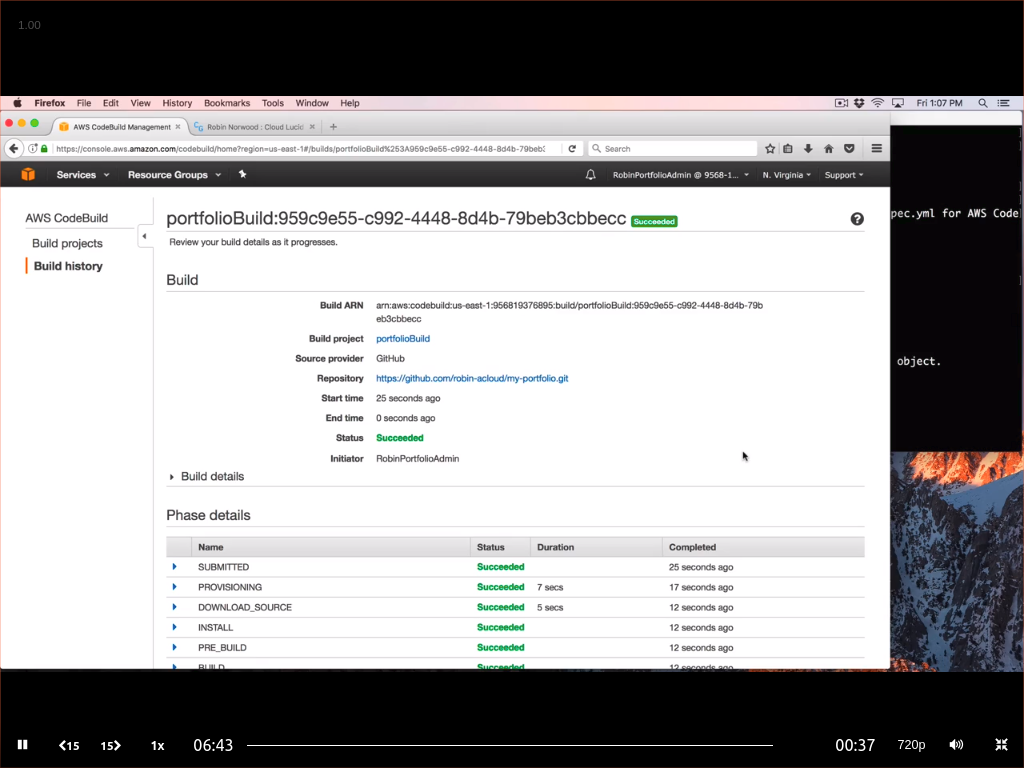 1.00
Firefox File Edit View History Bookmarks Tools Window Help Fri 1:07 PM
AWS CodeBuild Management × Robin Norwood : Cloud Lucid × +
https://console.aws.amazon.com/codebuild/home?region=us-east-1#/builds/portfolioBuild%253A959c9e55-c992-4448-8d4b-79beb3 Search
Services Resource Groups RobinPortfolioAdmin @ 9568-1... N. Virginia Support
AWS CodeBuild
Build projects
Build history
portfolioBuild:959c9e55-c992-4448-8d4b-79beb3cbbecc Succeeded
Review your build details as it progresses.
pec.yml for AWS Code
Build
Build ARN arn:aws:codebuild:us-east-1:956819376895:build/portfolioBuild:959c9e55-c992-4448-8d4b-79b
eb3cbbecc
Build project portfolioBuild
Source provider GitHub
object.
Repository https://github.com/robin-acloud/my-portfolio.git
Start time 25 seconds ago
End time 0 seconds ago
Status Succeeded
Initiator RobinPortfolioAdmin
Build details
Phase details
Name Status Duration Completed
SUBMITTED Succeeded 25 seconds ago
PROVISIONING Succeeded 7 secs 17 seconds ago
DOWNLOAD_SOURCE Succeeded 5 secs 12 seconds ago
INSTALL Succeeded 12 seconds ago
PRE_BUILD Succeeded 12 seconds ago
BUILD Succeeded 12 seconds ago
15 15 1x 06:43 00:37 720p